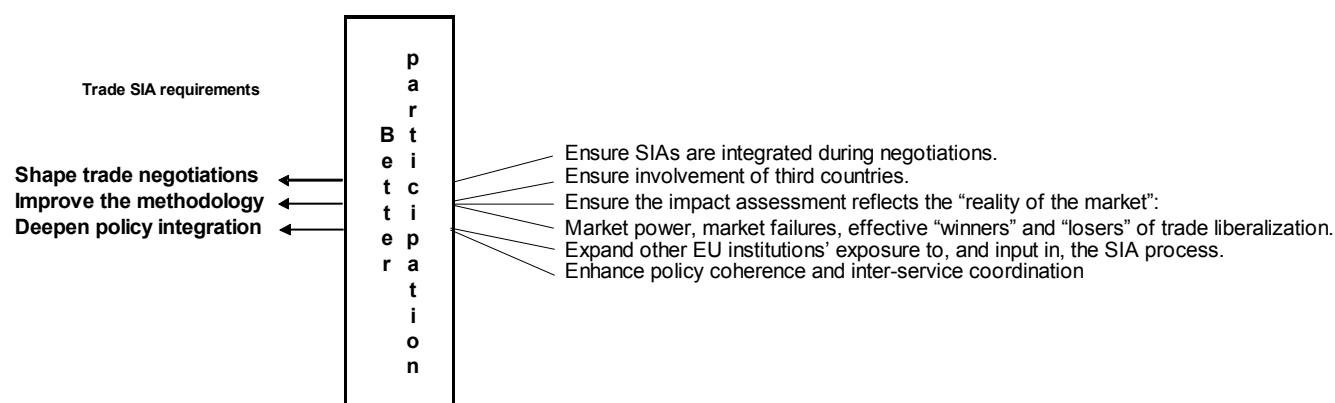 Trade SIA requirements
Shape trade negotiations
Improve the methodology
Deepen policy integration
Better
participation
Ensure SIAs are integrated during negotiations.
Ensure involvement of third countries.
Ensure the impact assessment reflects the “reality of the market”:
Market power, market failures, effective “winners” and “losers” of trade liberalization.
Expand other EU institutions’ exposure to, and input in, the SIA process.
Enhance policy coherence and inter-service coordination